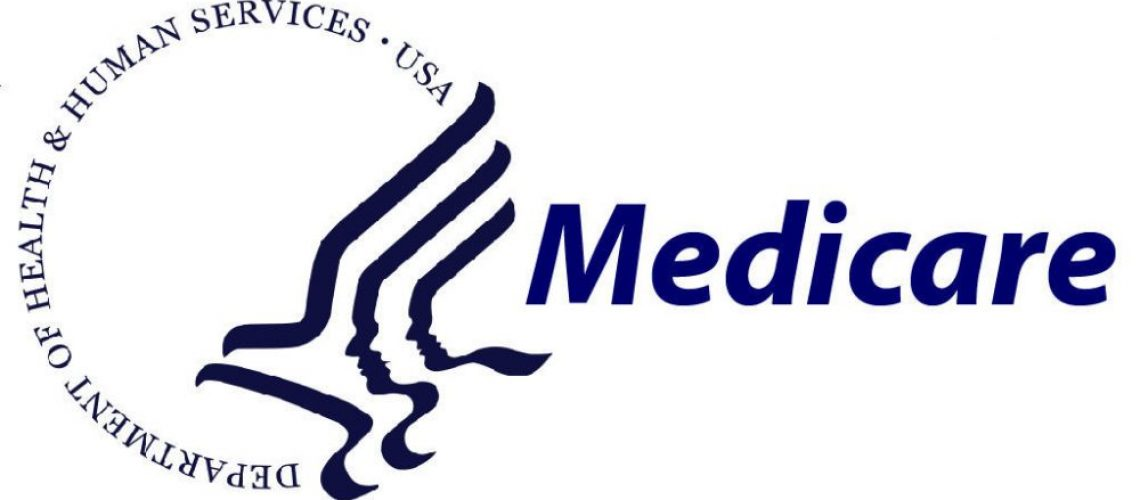 DEPARTMENT OF HEALTH & HUMAN SERVICES · USA
Medicare